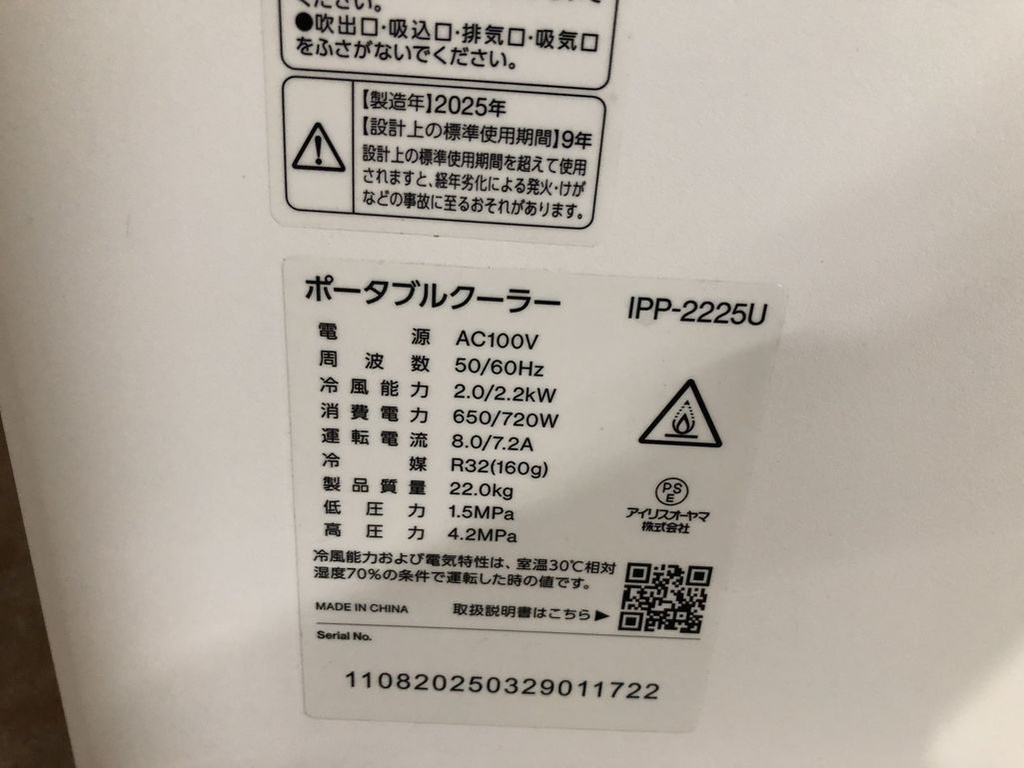 ください。
●吹出口・吸込口・排気口・吸気口
をふさがないでください。
【製造年】2025年
【設計上の標準使用期間】9年
設計上の標準使用期間を超えて使用
されますと、経年劣化による発火・けが
などの事故に至るおそれがあります。
ポータブルクーラー IPP-2225U
電源 AC100V
周波数 50/60Hz
冷風能力 2.0/2.2kW
消費電力 650/720W
運転電流 8.0/7.2A
冷媒 R32(160g)
製品質量 22.0kg
低圧力 1.5MPa
高圧力 4.2MPa
PSE
アイリスオーヤマ
株式会社
冷風能力および電気特性は、室温30℃相対
湿度70%の条件で運転した時の値です。
MADE IN CHINA 取扱説明書はこちら▶
Serial No.
110820250329011722